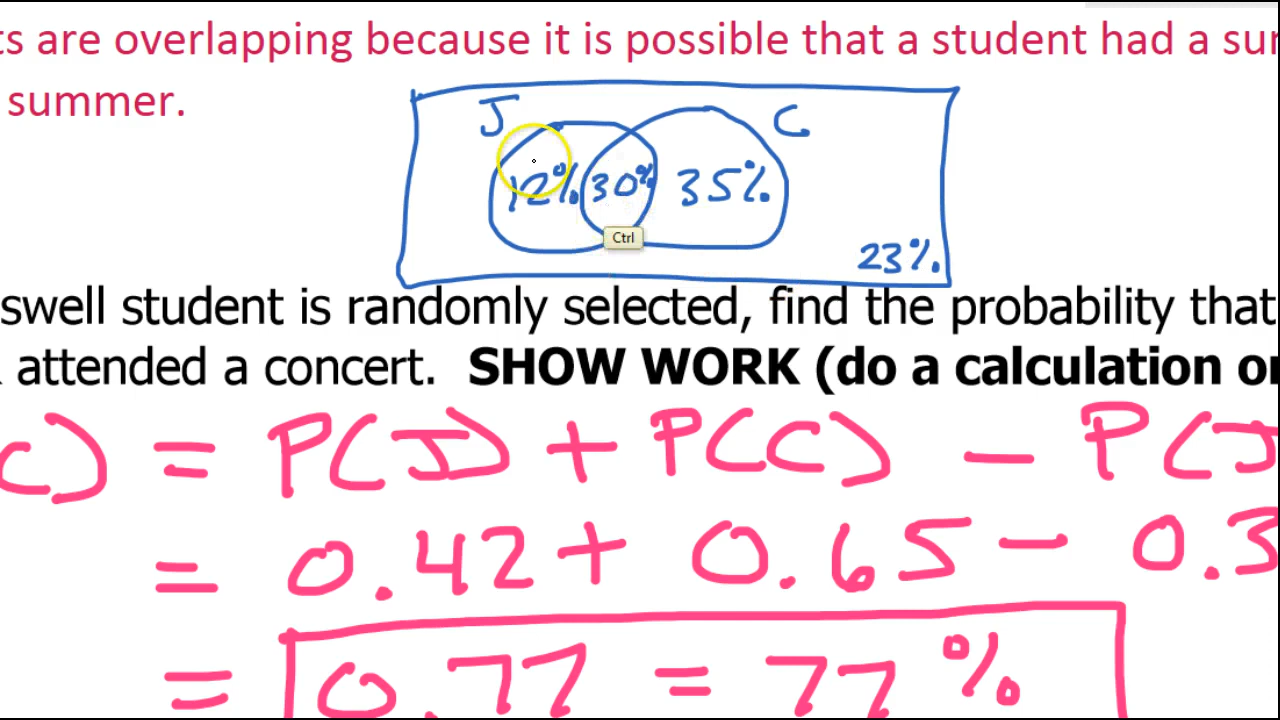 ts are overlapping because it is possible that a student had a sur
summer.
J C
12% 30% 35%
Ctrl
23%.
swell student is randomly selected, find the probability that
attended a concert. SHOW WORK (do a calculation or
C) = P(J) + P(C) - P(J
= 0.42 + 0.65 - 0.3
= 0.77 = 77%